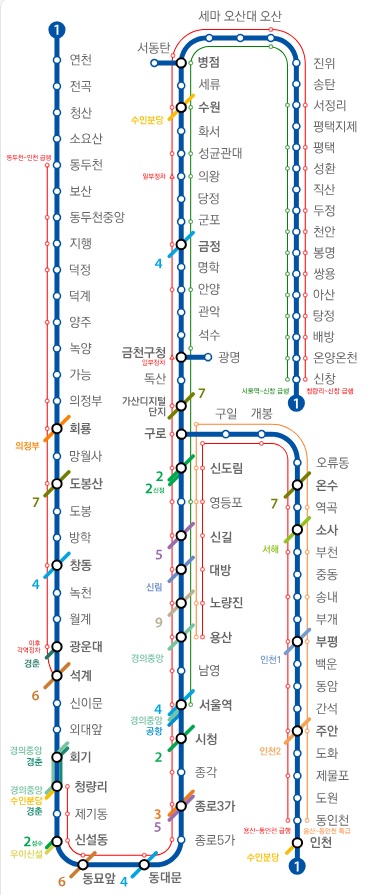 1
연천
전곡
청산
소요산
동두천-인천 급행
동두천
보산
동두천중앙
지행
덕정
덕계
양주
녹양
가능
의정부
회룡
의정부
망월사
도봉산
7
도봉
방학
창동
4
녹천
월계
이후
각역정차
광운대
경춘
석계
6
신이문
외대앞
회기
경의중앙
경춘
청량리
경의중앙
수인분당
경춘
제기동
신설동
2성수
우이신설
동묘앞
6
동대문
4
세마 오산대 오산
서동탄
병점
세류
수원
수인분당
화서
성균관대
의왕
일부정차
당정
군포
금정
4
명학
안양
관악
석수
금천구청
일부정차
광명
독산
가산디지털
단지
7
구로
구일
개봉
신도림
2
2신정
영등포
신길
5
대방
신림
노량진
9
용산
경의중앙
남영
서울역
4
경의중앙
공항
시청
2
종각
종로3가
3
5
종로5가
진위
송탄
서정리
평택지제
평택
성환
직산
두정
천안
봉명
쌍용
아산
탕정
배방
온양온천
신창
서울역-신창 급행
청량리-신창 급행
1
오류동
온수
7
역곡
소사
서해
부천
중동
송내
부개
부평
인천1
백운
동암
간석
주안
인천2
도화
제물포
도원
동인천
용산-동인천 급행
용산-동인천 특급
인천
수인분당
1